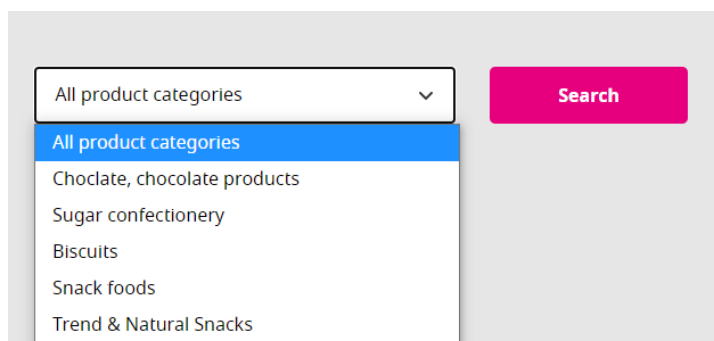 All product categories
Search
All product categories
Choclate, chocolate products
Sugar confectionery
Biscuits
Snack foods
Trend & Natural Snacks